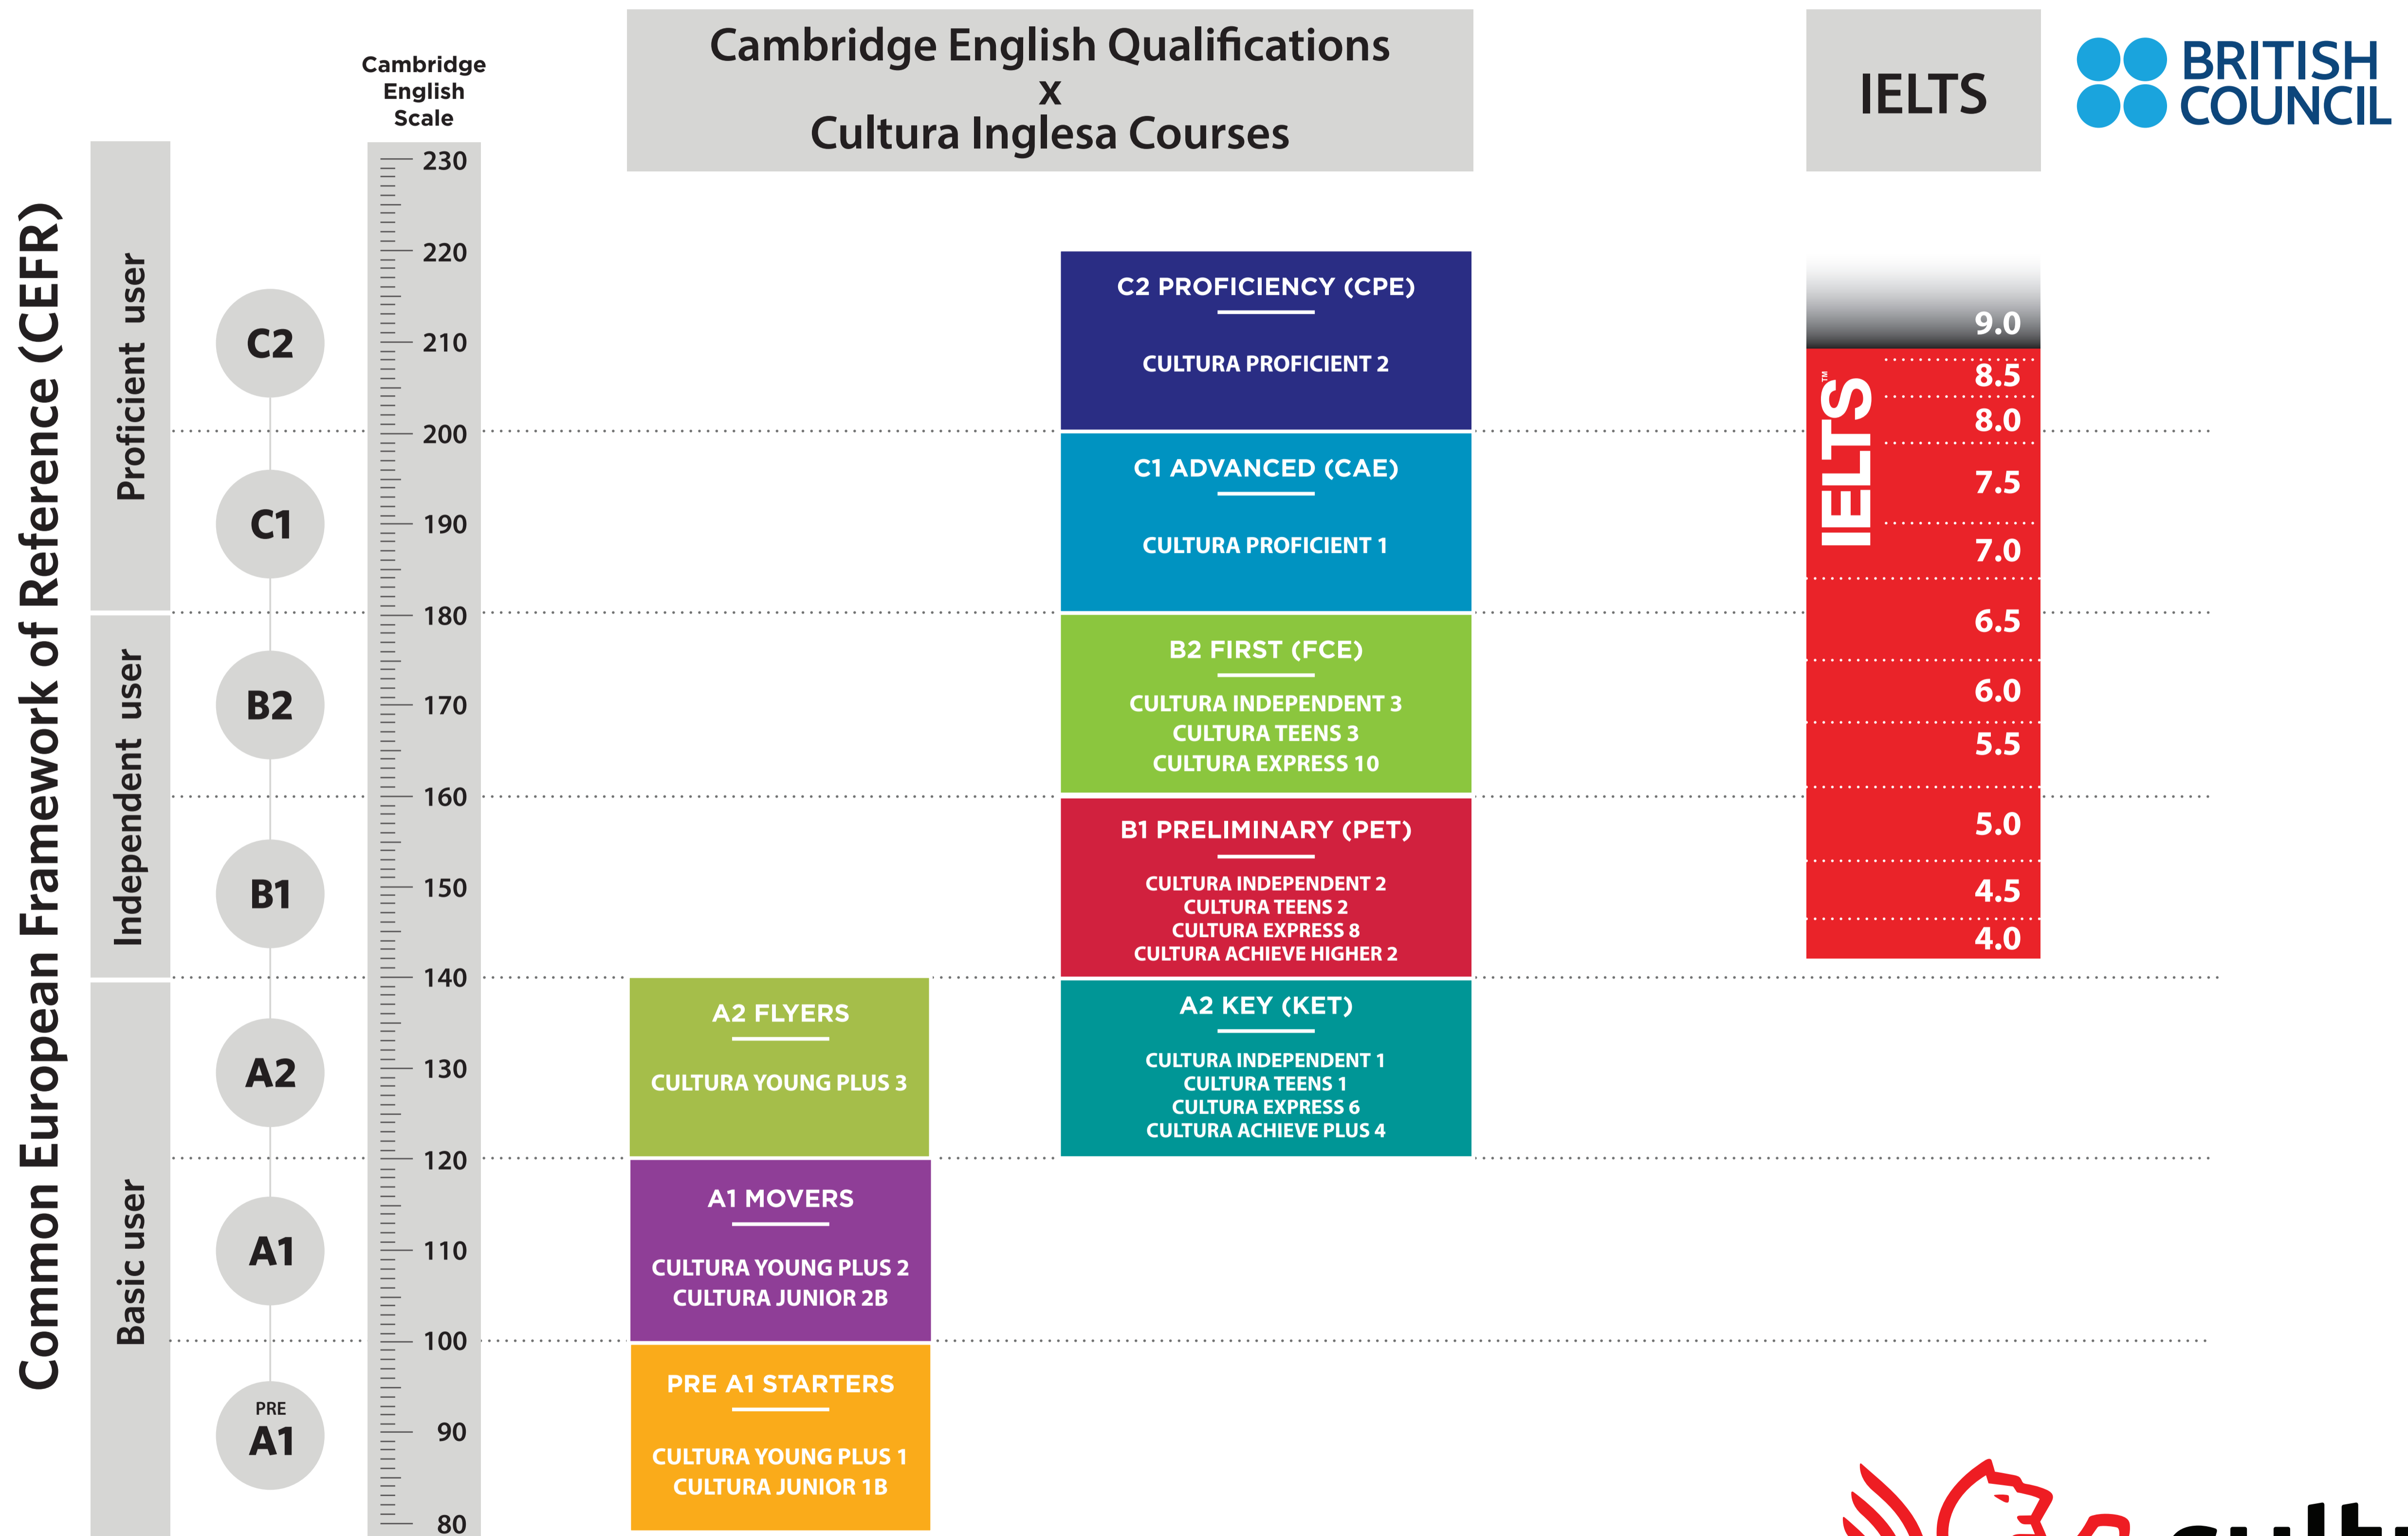 Cambridge
English
Scale
Cambridge English Qualifications
x
Cultura Inglesa Courses
IELTS
BRITISH
COUNCIL
Common European Framework of Reference (CEFR)
Proficient user
Independent user
Basic user
C2
C1
B2
B1
A2
A1
PRE
A1
230
220
210
200
190
180
170
160
150
140
130
120
110
100
90
80
A2 FLYERS
CULTURA YOUNG PLUS 3
A1 MOVERS
CULTURA YOUNG PLUS 2
CULTURA JUNIOR 2B
PRE A1 STARTERS
CULTURA YOUNG PLUS 1
CULTURA JUNIOR 1B
C2 PROFICIENCY (CPE)
CULTURA PROFICIENT 2
C1 ADVANCED (CAE)
CULTURA PROFICIENT 1
B2 FIRST (FCE)
CULTURA INDEPENDENT 3
CULTURA TEENS 3
CULTURA EXPRESS 10
B1 PRELIMINARY (PET)
CULTURA INDEPENDENT 2
CULTURA TEENS 2
CULTURA EXPRESS 8
CULTURA ACHIEVE HIGHER 2
A2 KEY (KET)
CULTURA INDEPENDENT 1
CULTURA TEENS 1
CULTURA EXPRESS 6
CULTURA ACHIEVE PLUS 4
IELTS™
9.0
8.5
8.0
7.5
7.0
6.5
6.0
5.5
5.0
4.5
4.0